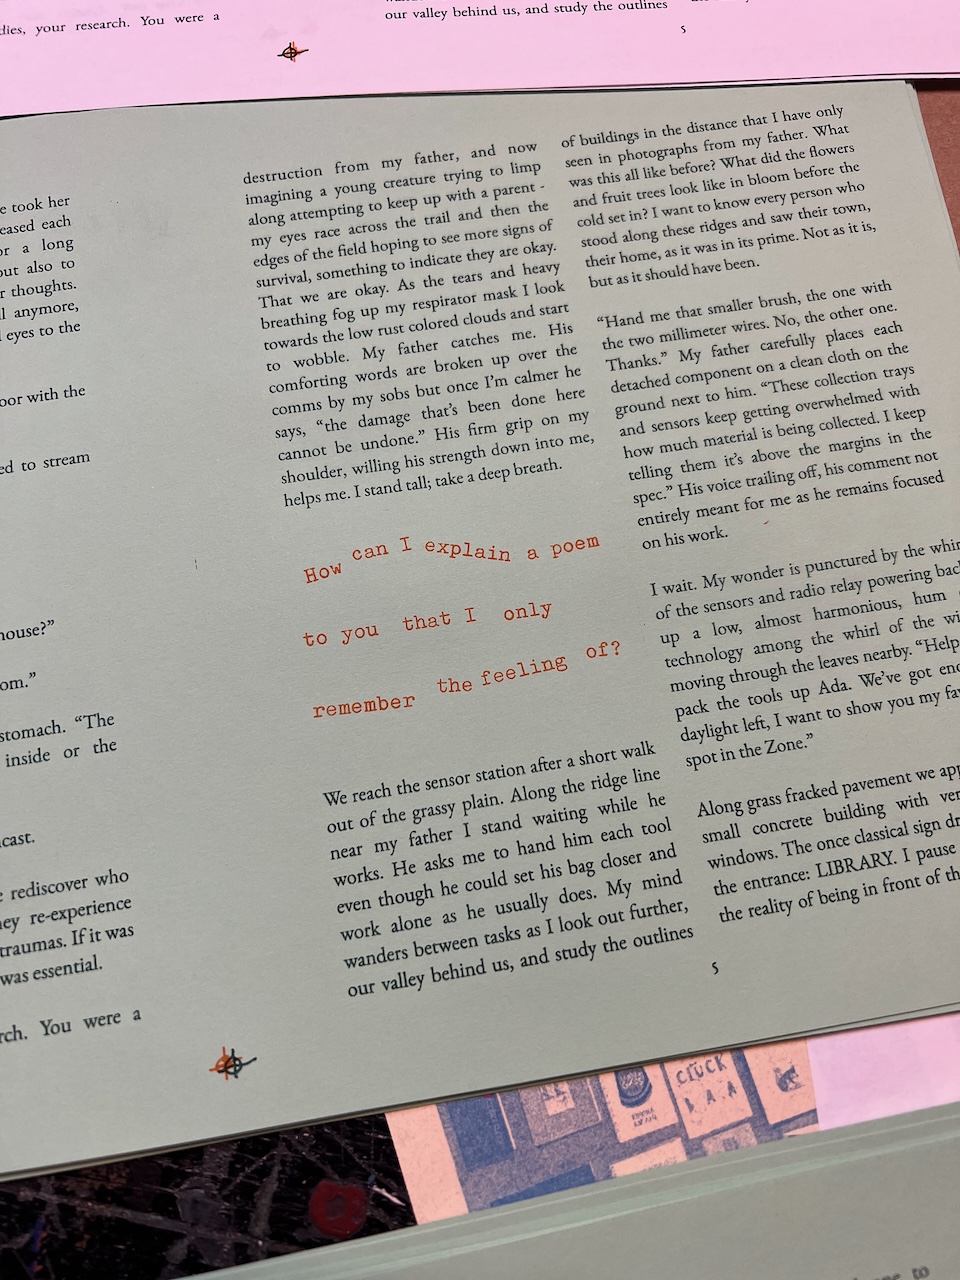 dies, your research. You were a
our valley behind us, and study the outlines
5
e took her
eased each
or a long
out also to
r thoughts.
l anymore,
eyes to the
oor with the
ed to stream
house?”
om.”
stomach. “The
inside or the
cast.
e rediscover who
hey re-experience
traumas. If it was
was essential.
rch. You were a
destruction from my father, and now
imagining a young creature trying to limp
along attempting to keep up with a parent -
my eyes race across the trail and then the
edges of the field hoping to see more signs of
survival, something to indicate they are okay.
That we are okay. As the tears and heavy
breathing fog up my respirator mask I look
towards the low rust colored clouds and start
to wobble. My father catches me. His
comforting words are broken up over the
comms by my sobs but once I’m calmer he
says, “the damage that’s been done here
cannot be undone.” His firm grip on my
shoulder, willing his strength down into me,
helps me. I stand tall; take a deep breath.
How can I explain a poem
to you that I only
remember the feeling of?
We reach the sensor station after a short walk
out of the grassy plain. Along the ridge line
near my father I stand waiting while he
works. He asks me to hand him each tool
even though he could set his bag closer and
work alone as he usually does. My mind
wanders between tasks as I look out further,
our valley behind us, and study the outlines
of buildings in the distance that I have only
seen in photographs from my father. What
was this all like before? What did the flowers
and fruit trees look like in bloom before the
cold set in? I want to know every person who
stood along these ridges and saw their town,
their home, as it was in its prime. Not as it is,
but as it should have been.
“Hand me that smaller brush, the one with
the two millimeter wires. No, the other one.
Thanks.” My father carefully places each
detached component on a clean cloth on the
ground next to him. “These collection trays
and sensors keep getting overwhelmed with
how much material is being collected. I keep
telling them it’s above the margins in the
spec.” His voice trailing off, his comment not
entirely meant for me as he remains focused
on his work.
I wait. My wonder is punctured by the whir
of the sensors and radio relay powering bac
up a low, almost harmonious, hum
technology among the whirl of the wi
moving through the leaves nearby. “Help
pack the tools up Ada. We’ve got eno
daylight left, I want to show you my fav
spot in the Zone.”
Along grass fracked pavement we app
small concrete building with ver
windows. The once classical sign dr
the entrance: LIBRARY. I pause
the reality of being in front of th
5
CLUCK